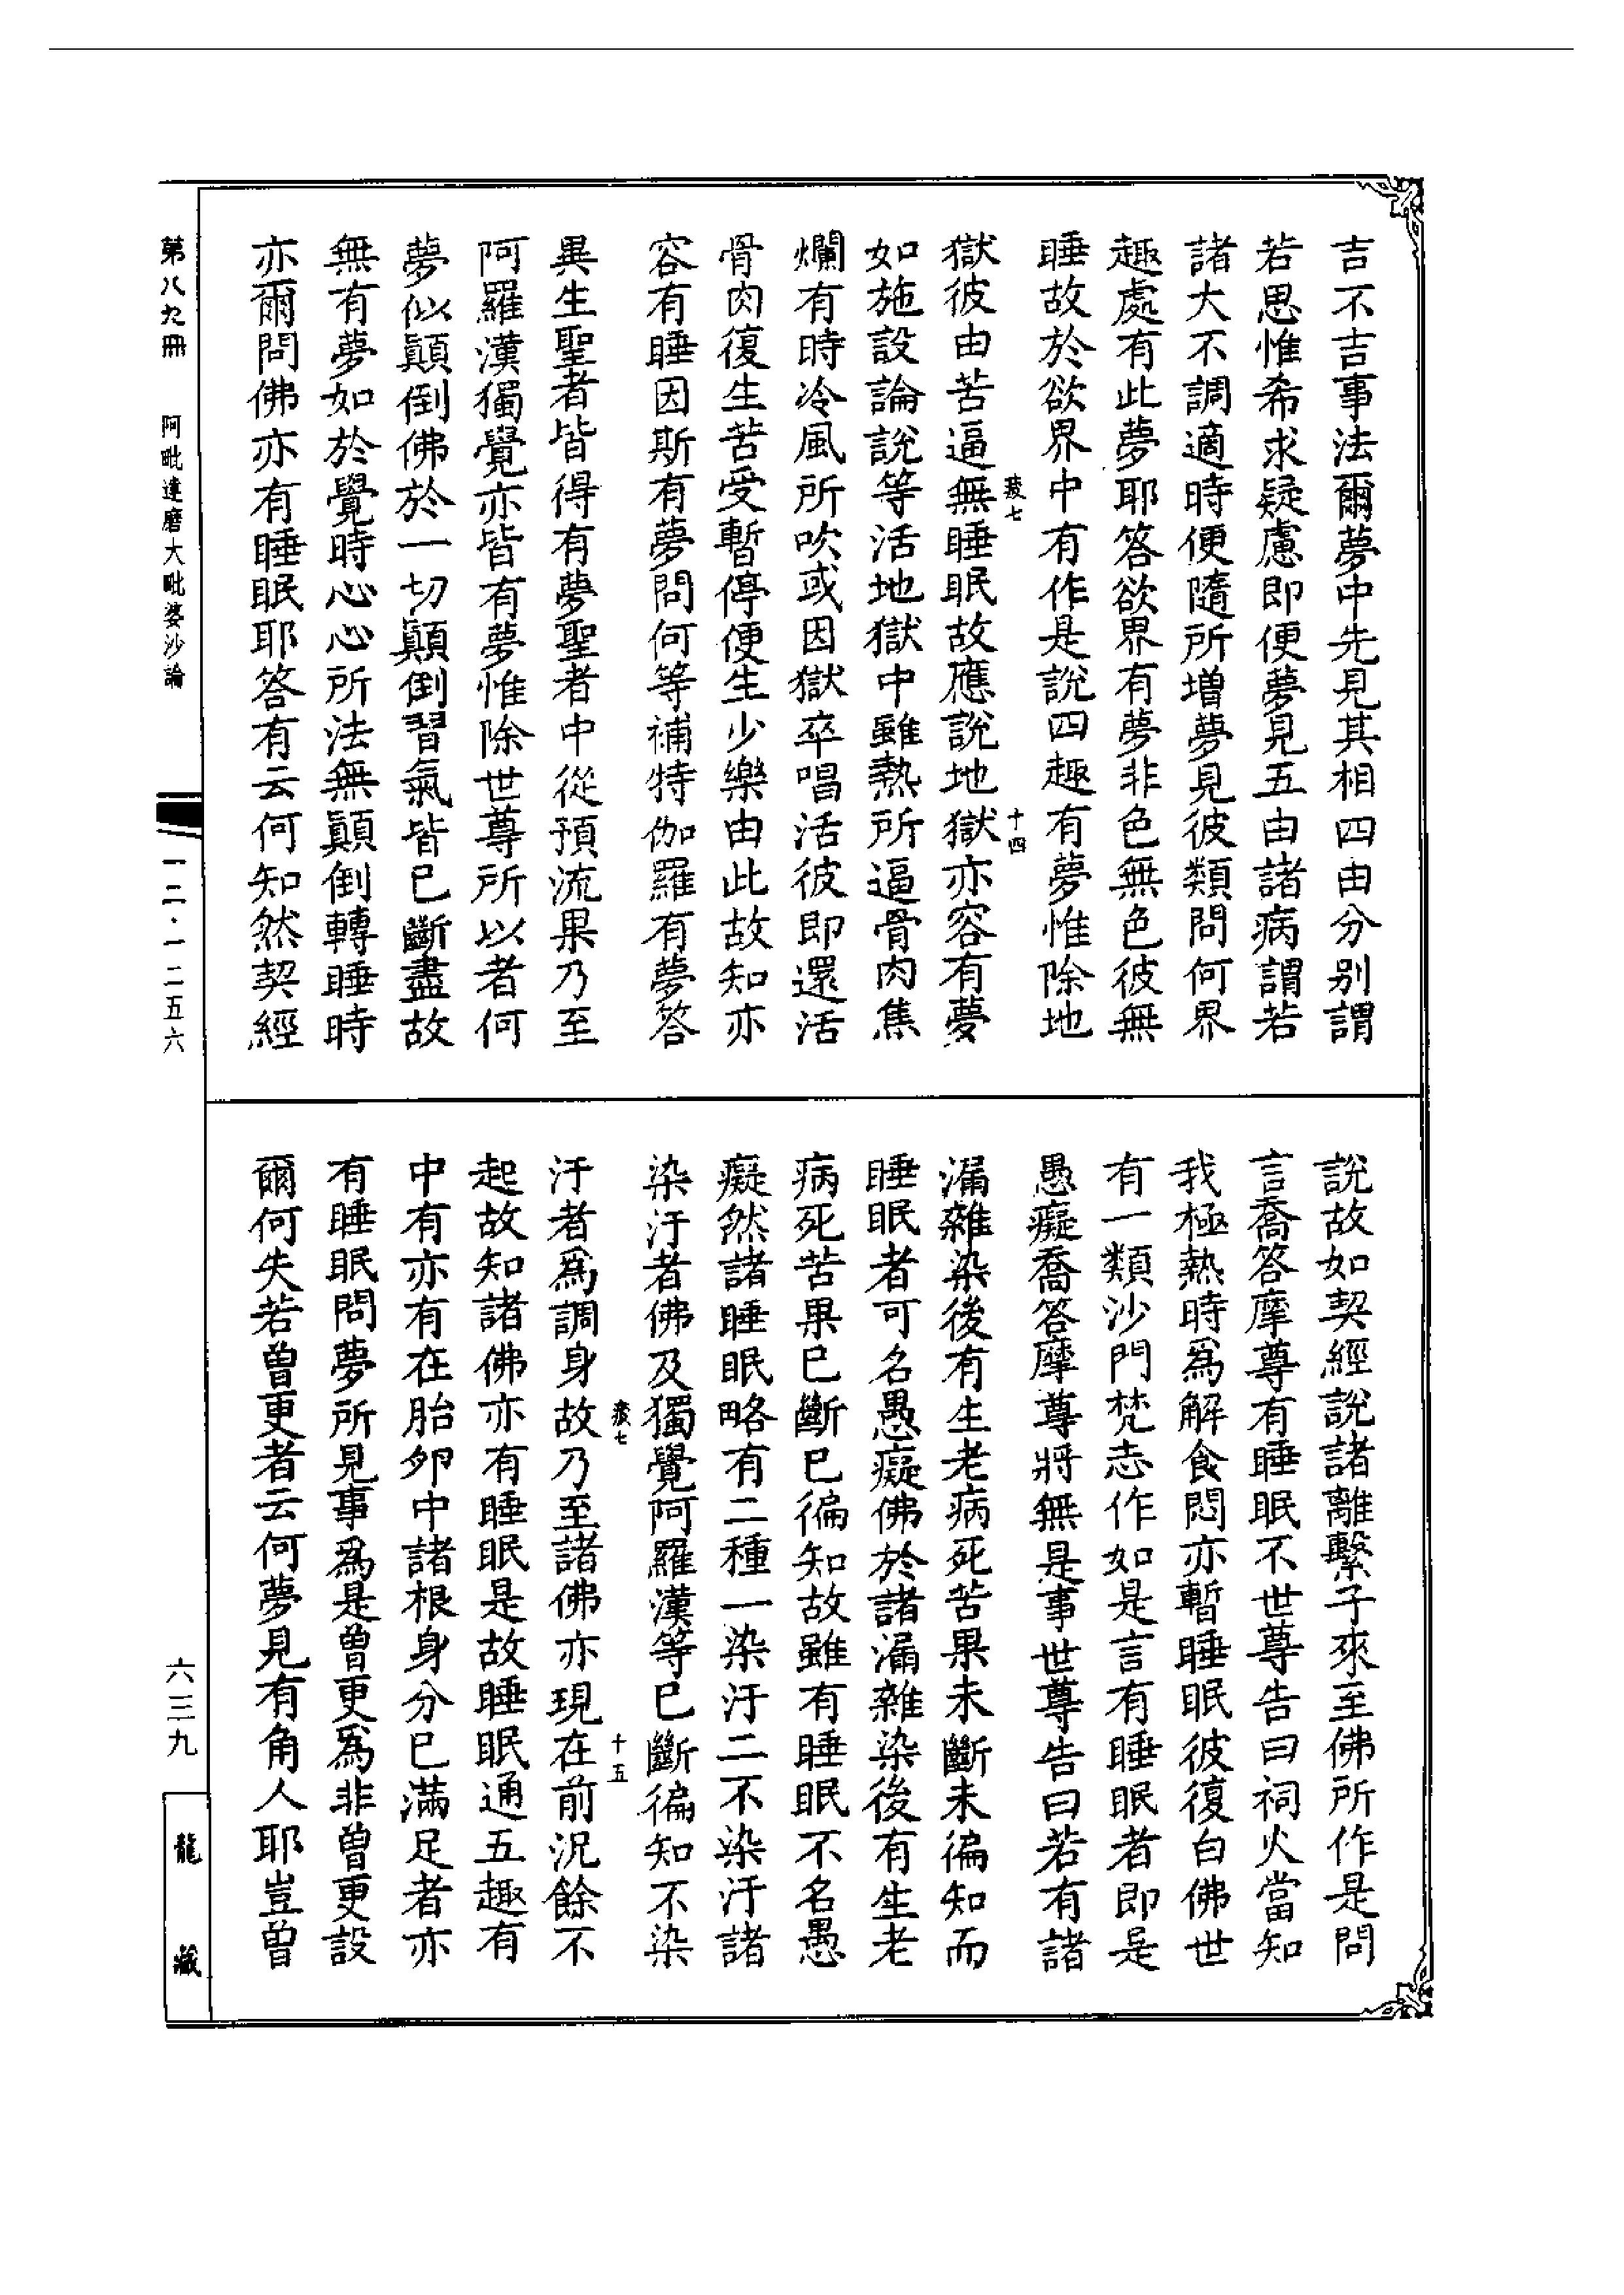 吉不吉事法爾夢中先見其相四由分別謂
若思惟希求疑慮即便夢見五由諸病謂若
諸大不調適時便隨所增夢見彼類問何界
趣處有此夢耶答欲界有夢非色無色彼無
睡故於欲界中有作是說四趣有夢惟除地
獄彼由苦逼無睡眠故應說地獄亦容有夢
如施設論說等活地獄中雖熱所逼骨肉焦
爛有時冷風所吹或因獄卒唱活彼即還活
骨肉復生苦受暫停便生少樂由此故知亦
容有睡因斯有夢問何等補特伽羅有夢答
異生聖者皆得有夢聖者中從預流果乃至
阿羅漢獨覺亦皆有夢惟除世尊所以者何
夢似顛倒佛於一切顛倒習氣皆已斷盡故
無有夢如於覺時心心所法無顛倒轉睡時
亦爾問佛亦有睡眠耶答有云何知然契經
說故如契經說諸離繫子來至佛所作是問
言喬答摩尊有睡眠不世尊告曰祠火當知
我極熱時為解食悶亦暫睡眠彼復白佛世
有一類沙門梵志作如是言有睡眠者即是
愚癡喬答摩尊將無是事世尊告曰若有諸
漏雜染後有生老病死苦果未斷未徧知而
睡眠者可名愚癡佛於諸漏雜染後有生老
病死苦果已斷已徧知故雖有睡眠不名愚
癡然諸睡眠略有二種一染汙二不染汙諸
染汙者佛及獨覺阿羅漢等已斷徧知不染
汙者為調身故乃至諸佛亦現在前況餘不
起故知諸佛亦有睡眠是故睡眠通五趣有
中有亦有在胎卵中諸根身分已滿足者亦
有睡眠問夢所見事為是曾更為非曾更設
爾何失若曾更者云何夢見有角人耶豈曾
十四
十五
第八九冊 阿毗達磨大毗婆沙論
一二·一二五六
六三九
龍藏